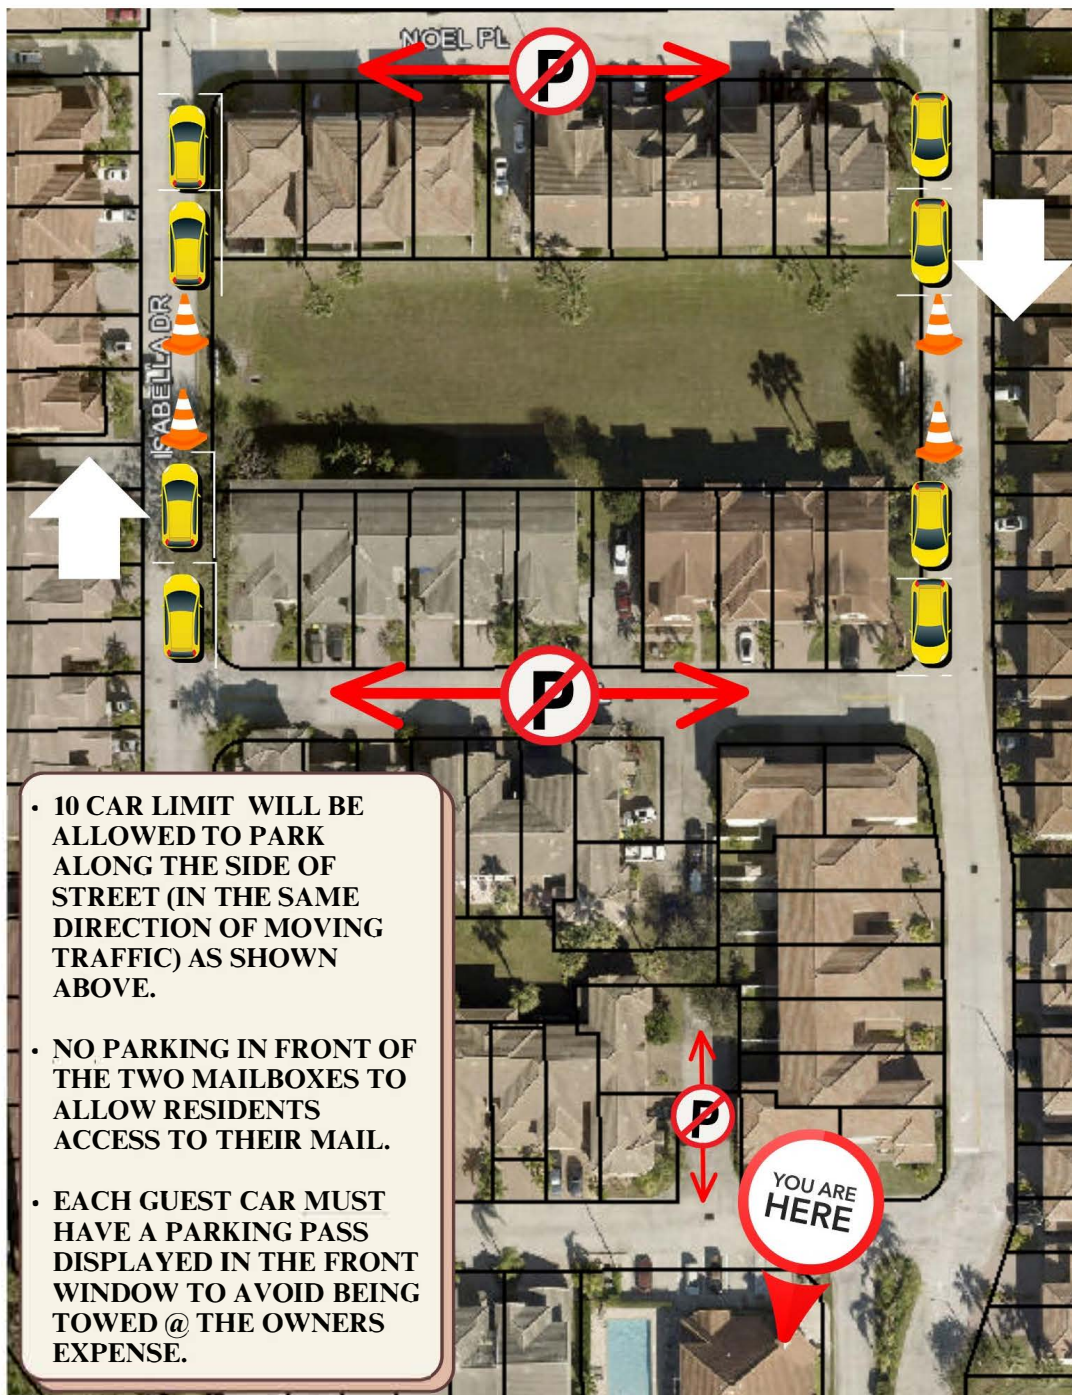 NOEL PL
P
ISABELLA DR
P
• 10 CAR LIMIT WILL BE
ALLOWED TO PARK
ALONG THE SIDE OF
STREET (IN THE SAME
DIRECTION OF MOVING
TRAFFIC) AS SHOWN
ABOVE.
• NO PARKING IN FRONT OF
THE TWO MAILBOXES TO
ALLOW RESIDENTS
ACCESS TO THEIR MAIL.
• EACH GUEST CAR MUST
HAVE A PARKING PASS
DISPLAYED IN THE FRONT
WINDOW TO AVOID BEING
TOWED @ THE OWNERS
EXPENSE.
P
YOU ARE
HERE